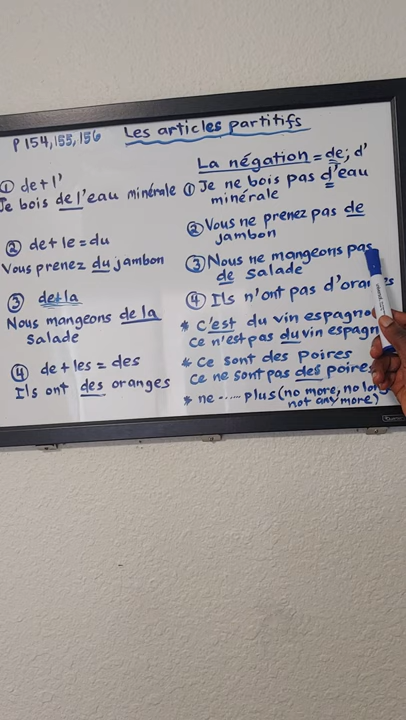 P 154, 155, 156
Les articles partitifs
① de + l'
Je bois de l'eau minérale
② de + le = du
Vous prenez du jambon
③ de + la
Nous mangeons de la
salade
④ de + les = des
Ils ont des oranges
La négation = de; d'
① Je ne bois pas d'eau
minérale
② Vous ne prenez pas de
jambon
③ Nous ne mangeons pas
de salade
④ Ils n'ont pas d'oranges
* c'est du vin espagnol
ce n'est pas du vin espagn
* ce sont des poires
ce ne sont pas des poires
* ne ...... plus (no more, no long
not any more)